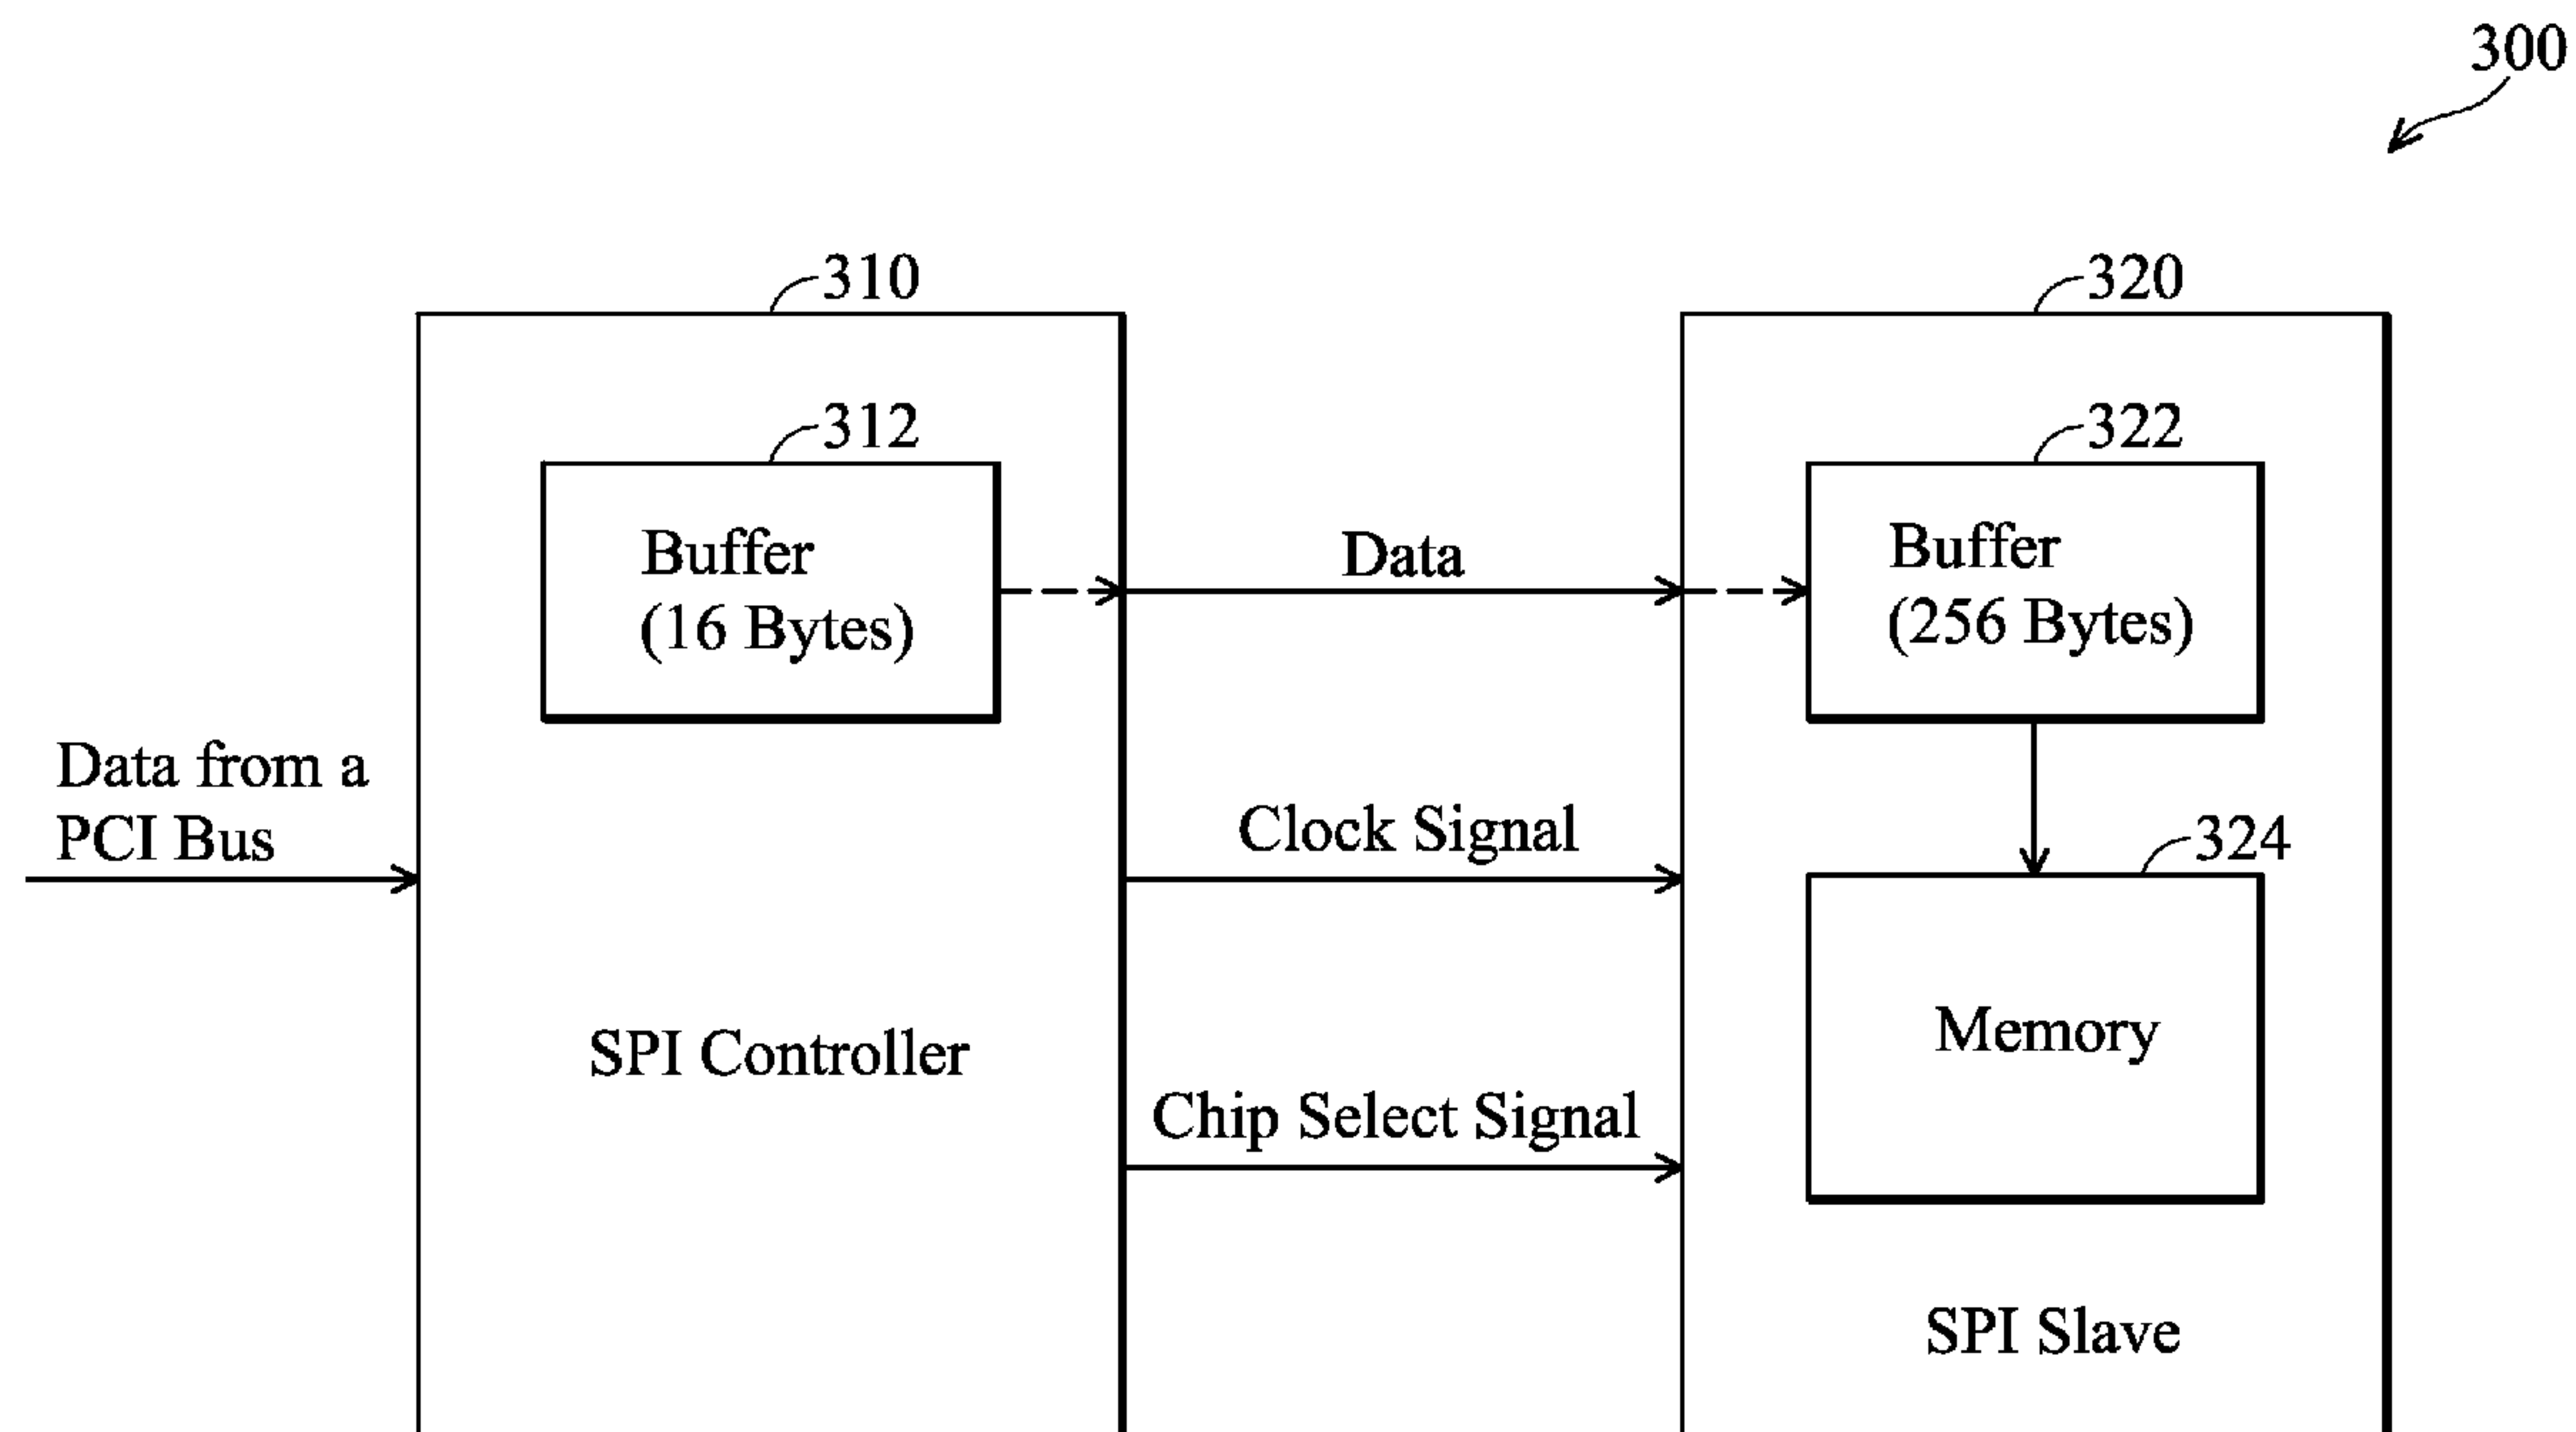 300
310
320
312
322
Buffer
(16 Bytes)
Data
Buffer
(256 Bytes)
Data from a
PCI Bus
Clock Signal
324
SPI Controller
Memory
Chip Select Signal
SPI Slave